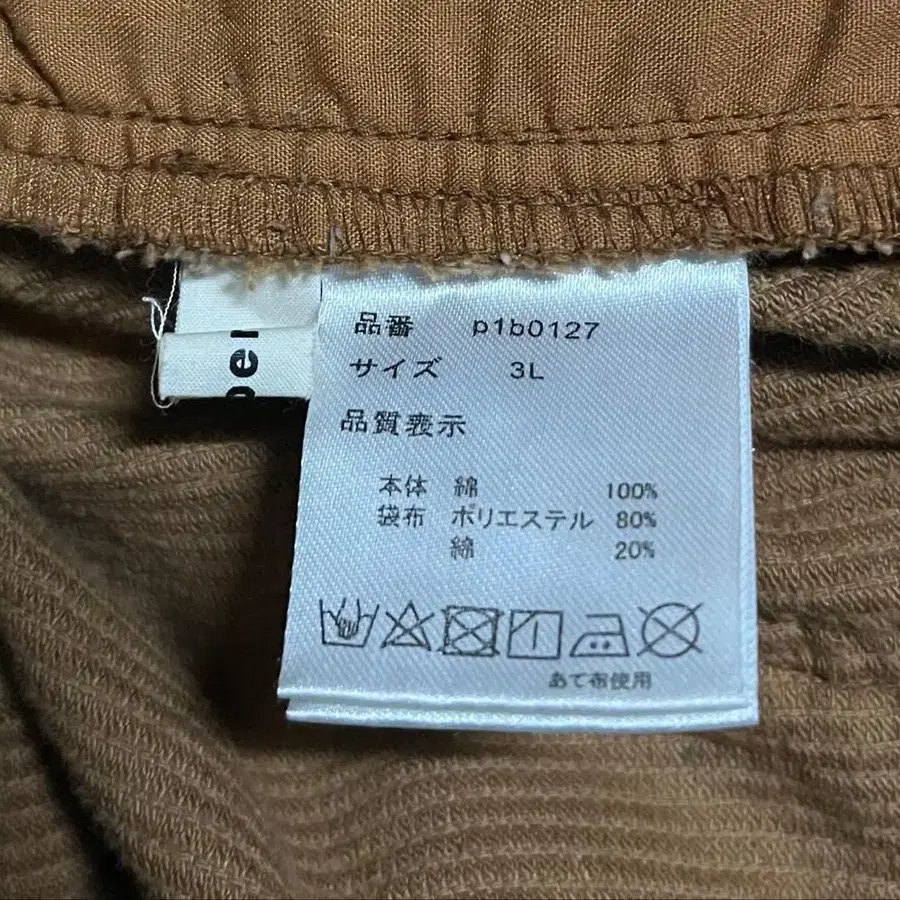 品番 p1b0127
サイズ 3L
品質表示
本体 綿 100%
袋布 ポリエステル 80%
綿 20%
あて布使用